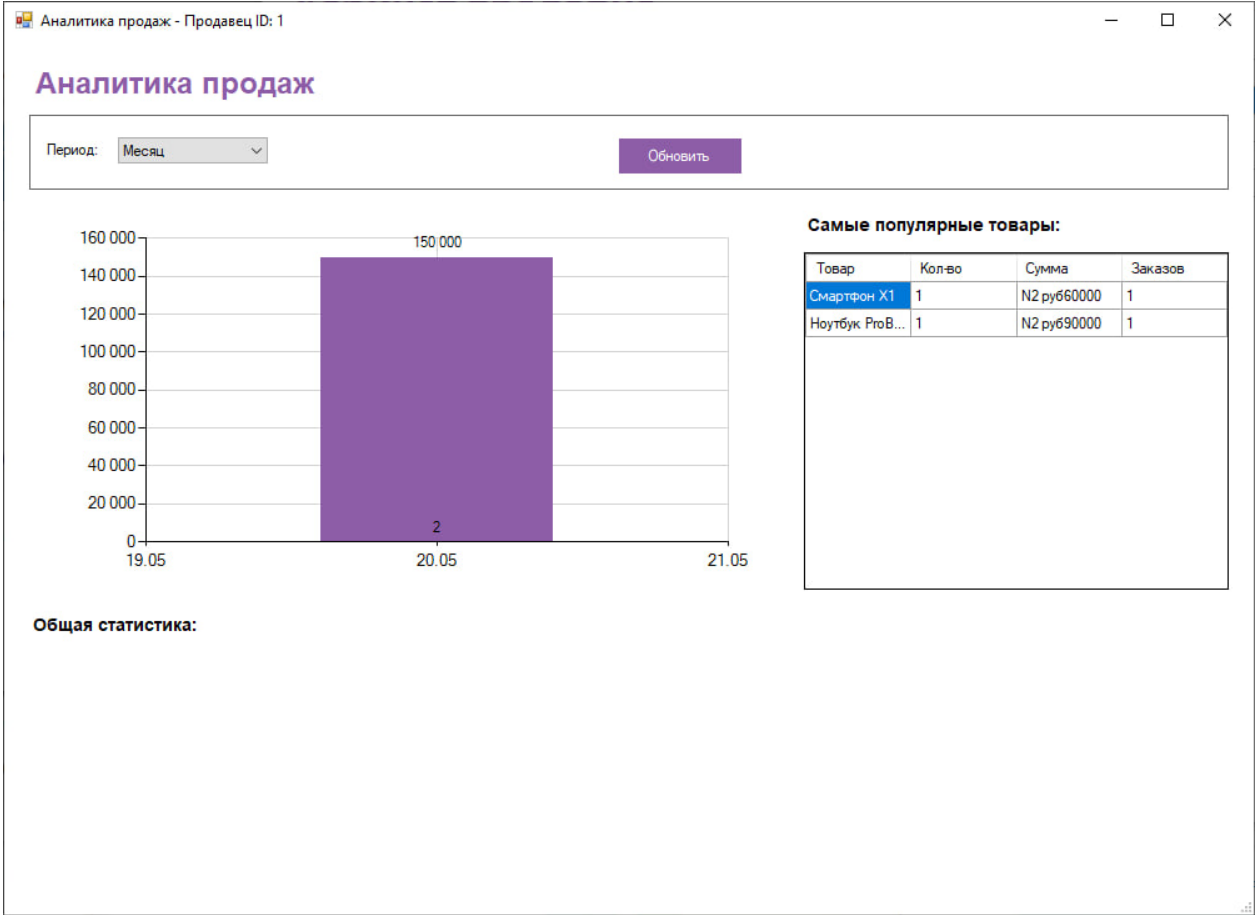 Аналитика продаж - Продавец ID: 1
Аналитика продаж
Период: Месяц Обновить
160 000
150 000
140 000
120 000
100 000
80 000
60 000
40 000
20 000
2
0
19.05 20.05 21.05
Самые популярные товары:
Товар Кол-во Сумма Заказов
Смартфон X1 1 N2 руб60000 1
Ноутбук ProB... 1 N2 руб90000 1
Общая статистика: